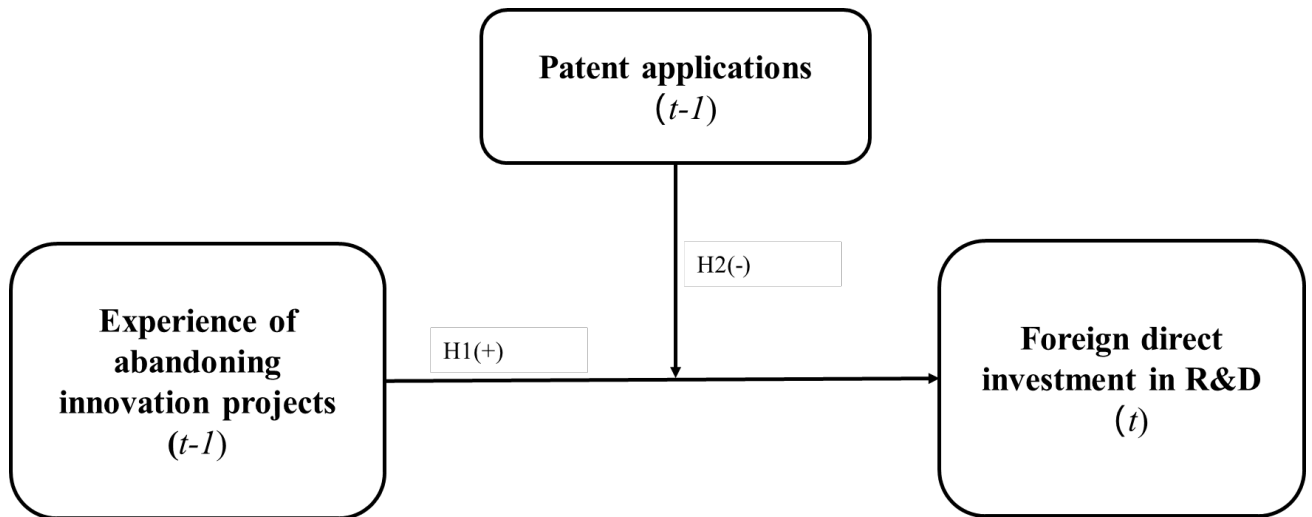 Patent applications
(t-1)
H2(-)
H1(+)
Experience of
abandoning
innovation projects
(t-1)
Foreign direct
investment in R&D
(t)